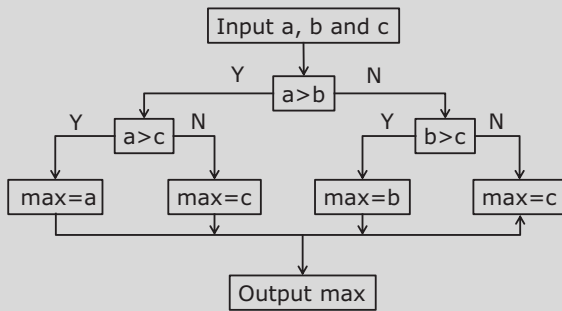 Input a, b and c
Y
N
a>b
Y
a>c
N
Y
b>c
N
max=a
max=c
max=b
max=c
Output max